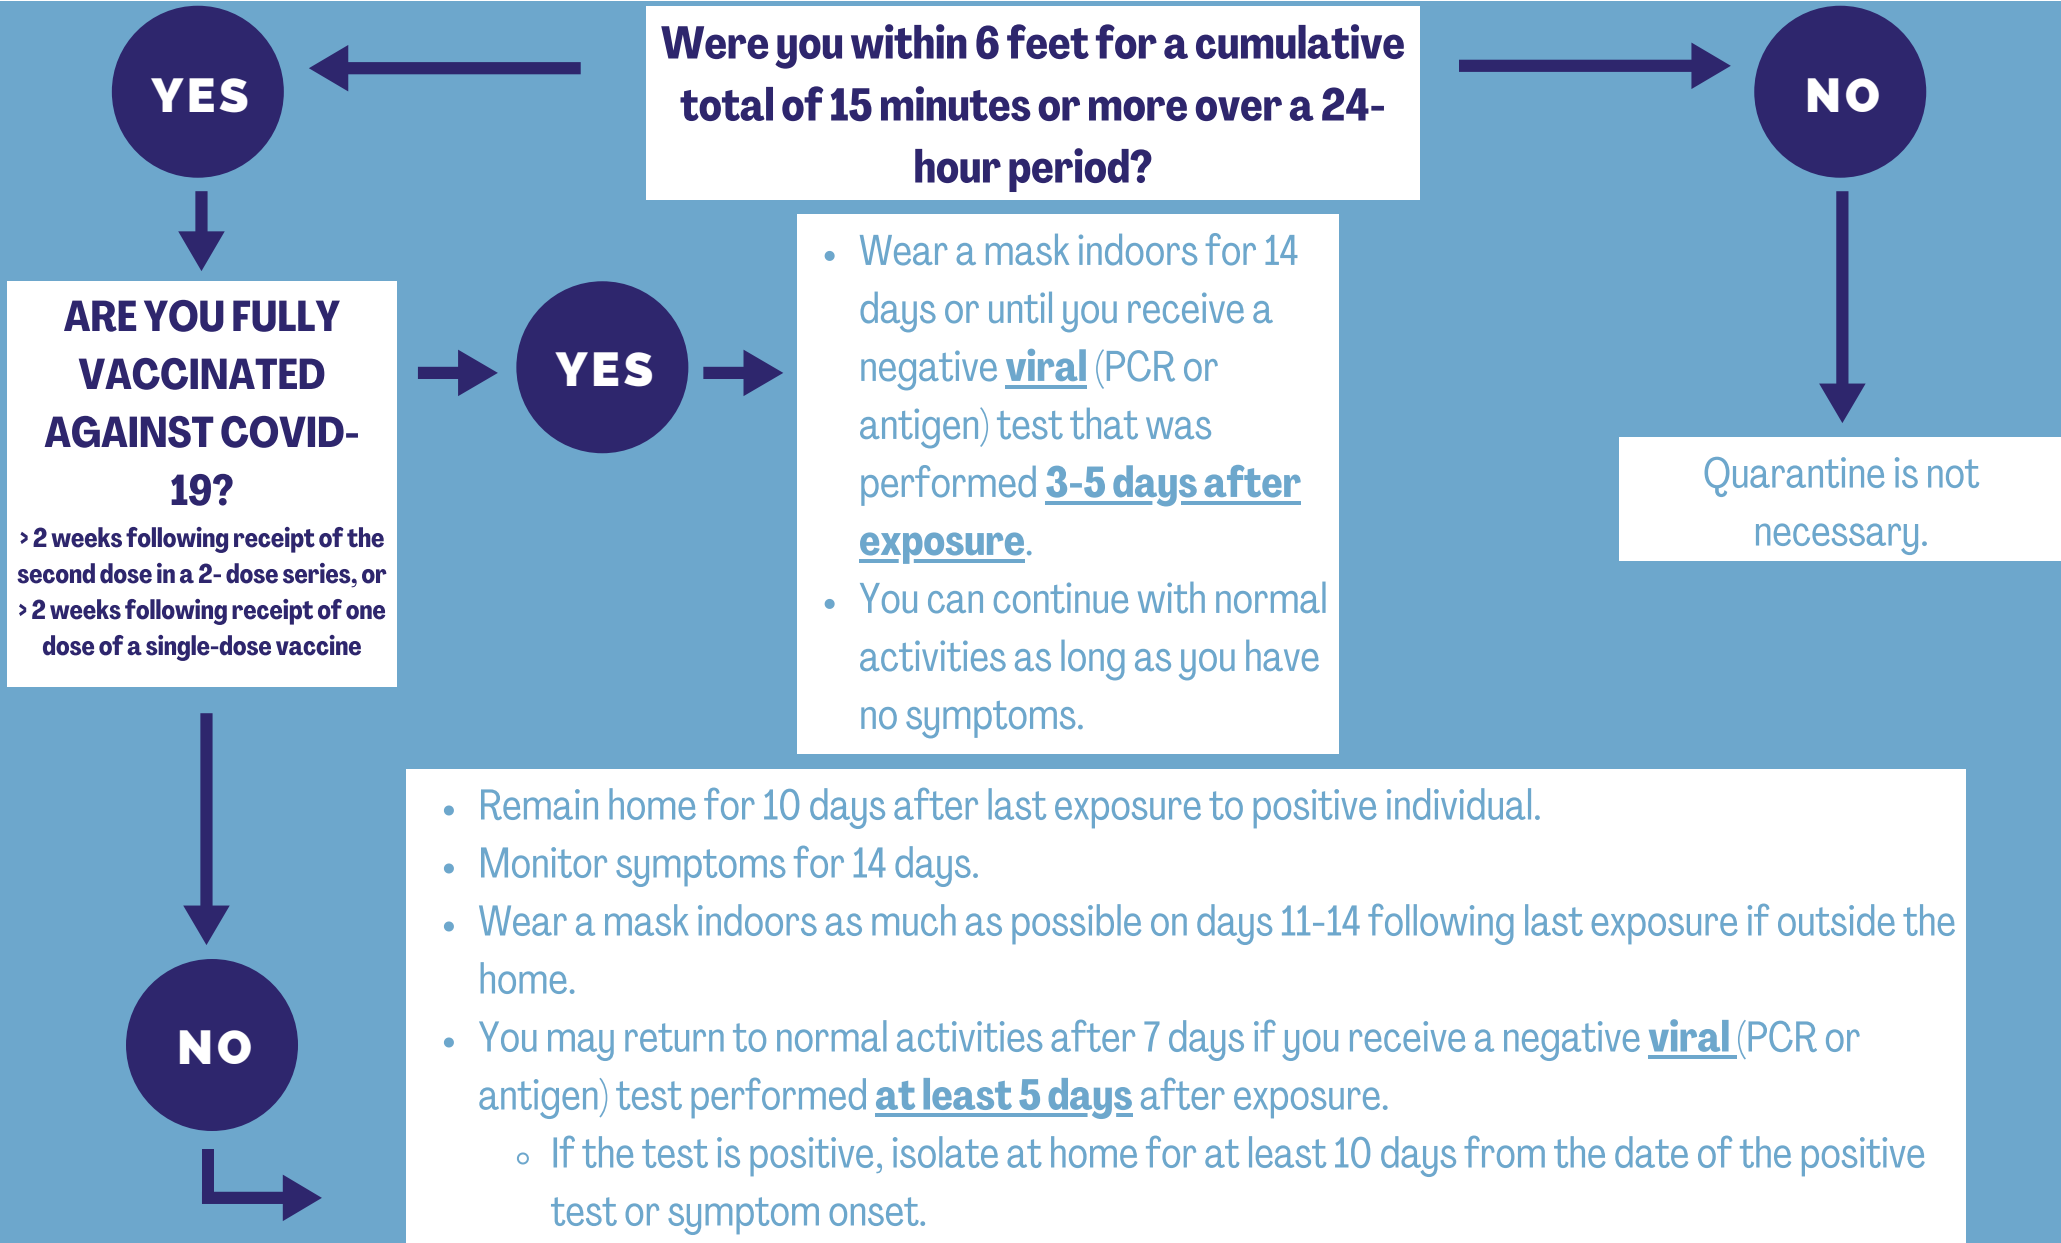 Were you within 6 feet for a cumulative
total of 15 minutes or more over a 24-
hour period?
YES
NO
ARE YOU FULLY
VACCINATED
AGAINST COVID-
19?
> 2 weeks following receipt of the
second dose in a 2- dose series, or
> 2 weeks following receipt of one
dose of a single-dose vaccine
YES
• Wear a mask indoors for 14
days or until you receive a
negative viral (PCR or
antigen) test that was
performed 3-5 days after
exposure.
• You can continue with normal
activities as long as you have
no symptoms.
Quarantine is not
necessary.
NO
• Remain home for 10 days after last exposure to positive individual.
• Monitor symptoms for 14 days.
• Wear a mask indoors as much as possible on days 11-14 following last exposure if outside the
home.
• You may return to normal activities after 7 days if you receive a negative viral (PCR or
antigen) test performed at least 5 days after exposure.
◦ If the test is positive, isolate at home for at least 10 days from the date of the positive
test or symptom onset.